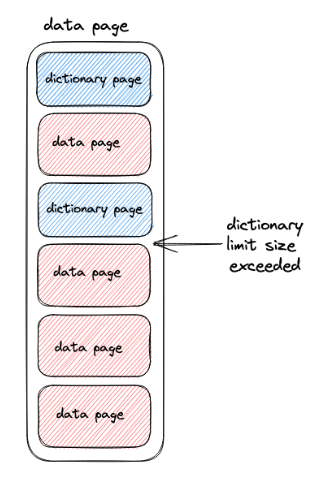 data page
dictionary page
data page
dictionary page
dictionary
limit size
exceeded
data page
data page
data page